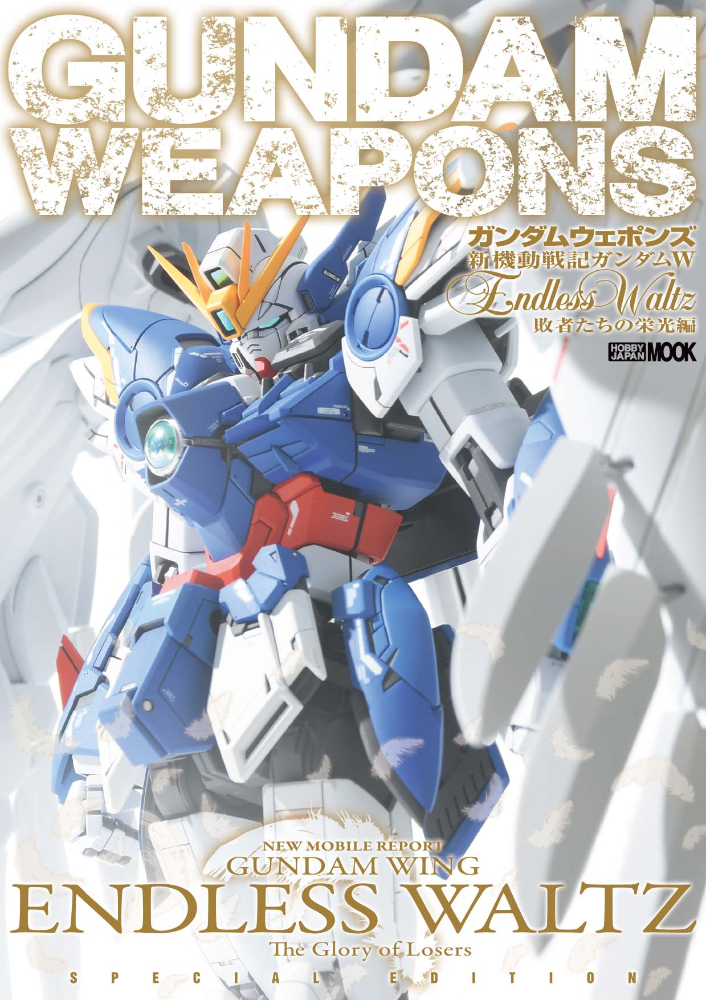 GUNDAM
WEAPONS
ガンダムウェポンズ
新機動戦記ガンダムW
Endless Waltz
敗者たちの栄光編
HOBBY
JAPAN MOOK
NEW MOBILE REPORT
GUNDAM WING
ENDLESS WALTZ
The Glory of Losers
SPECIAL EDITION